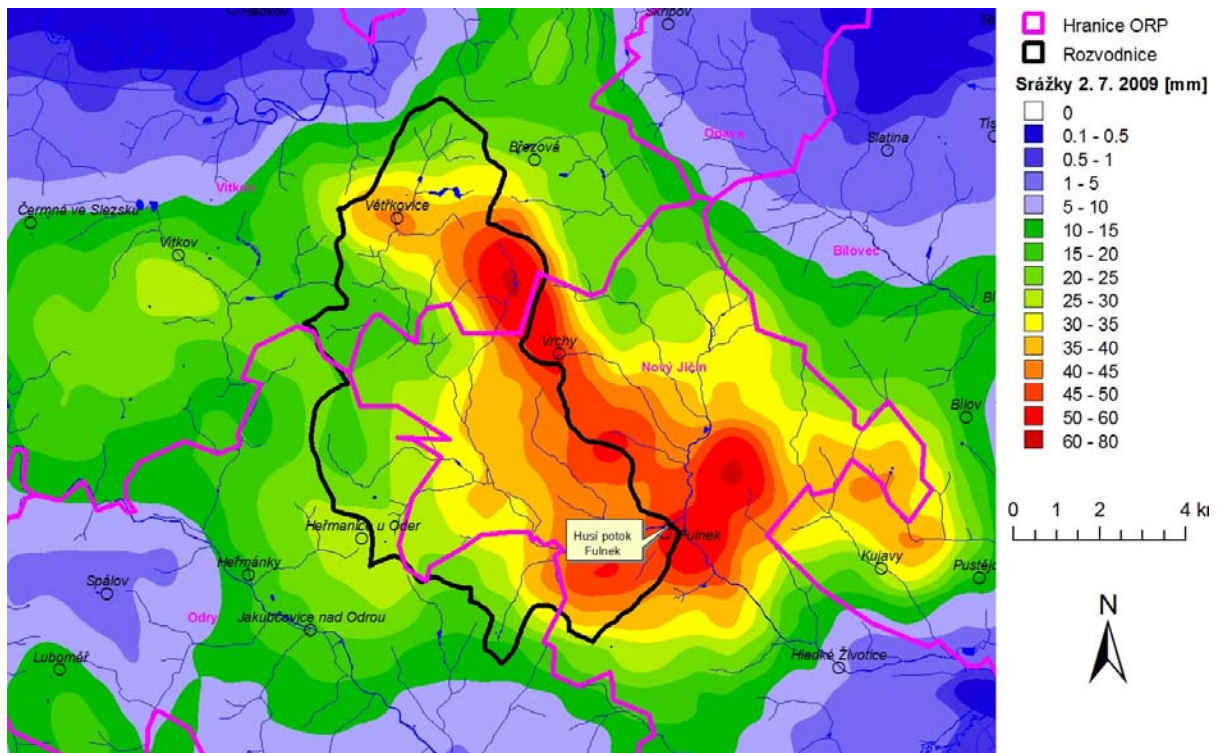 Skřipov
Březová
Opava
Slatina
Vítkov
Větřkovice
Čermná ve Slezsku
Vítkov
Bílovec
Vrchy
Nový Jičín
Bílov
Heřmanice u Oder
Husí potok
Fulnek
Fulnek
Heřmánky
Kujavy
Spálov
Odry
Jakubčovice nad Odrou
Luboměř
Hladké Životice
Hranice ORP
Rozvodnice
Srážky 2. 7. 2009 [mm]
0
0.1 - 0.5
0.5 - 1
1 - 5
5 - 10
10 - 15
15 - 20
20 - 25
25 - 30
30 - 35
35 - 40
40 - 45
45 - 50
50 - 60
60 - 80
0 1 2 4
N